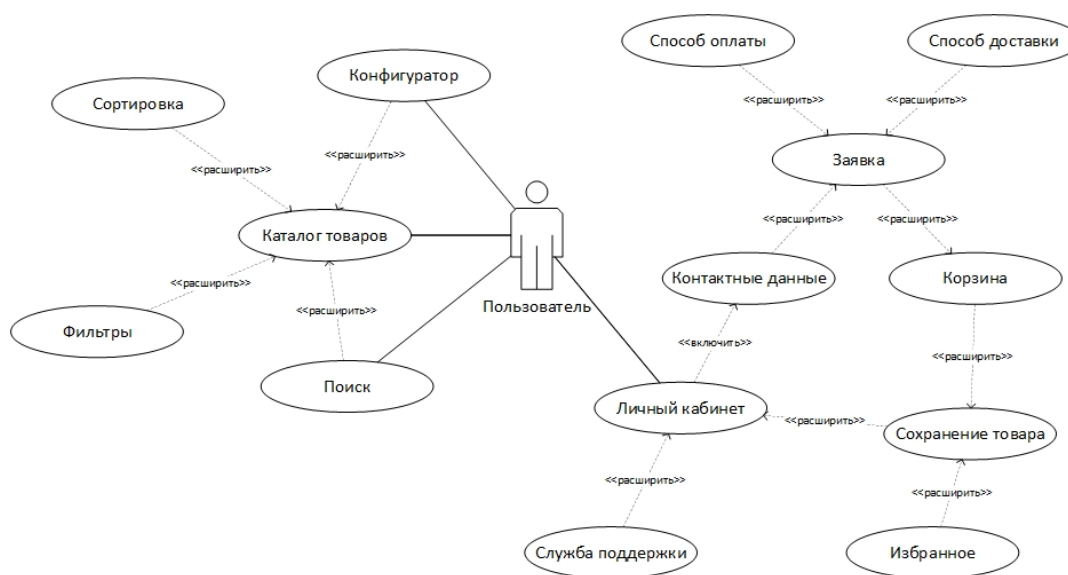 Способ оплаты
Способ доставки
Конфигуратор
Сортировка
<<расширить>>
<<расширить>>
<<расширить>>
<<расширить>>
Заявка
<<расширить>>
<<расширить>>
<<расширить>>
Каталог товаров
Контактные данные
Корзина
<<расширить>>
<<расширить>>
Пользователь
Фильтры
<<включить>>
<<расширить>>
Поиск
Личный кабинет
<<расширить>>
Сохранение товара
<<расширить>>
<<расширить>>
Служба поддержки
Избранное